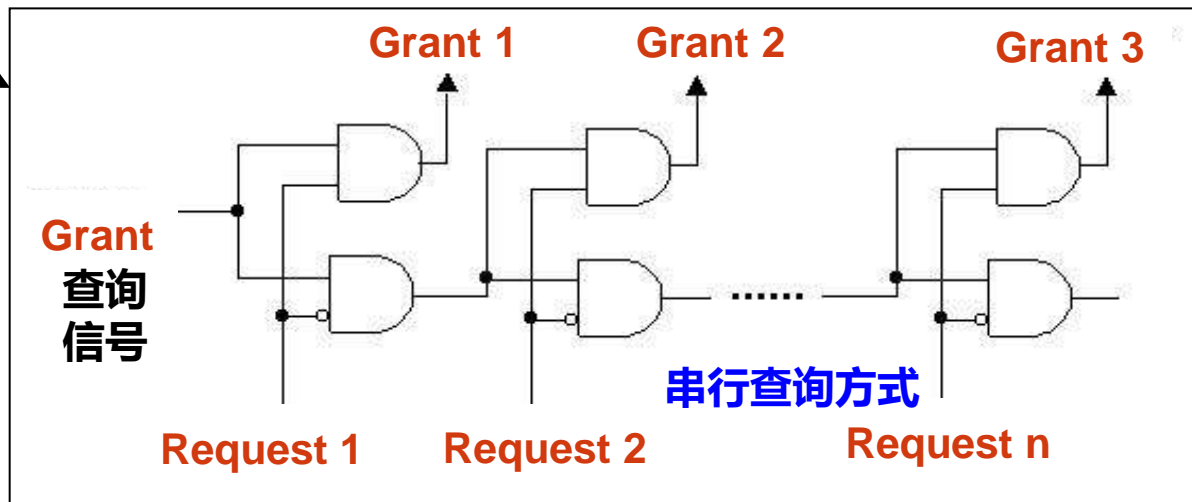 Grant 1
Grant 2
Grant 3
Grant
查询
信号
串行查询方式
Request 1
Request 2
Request n